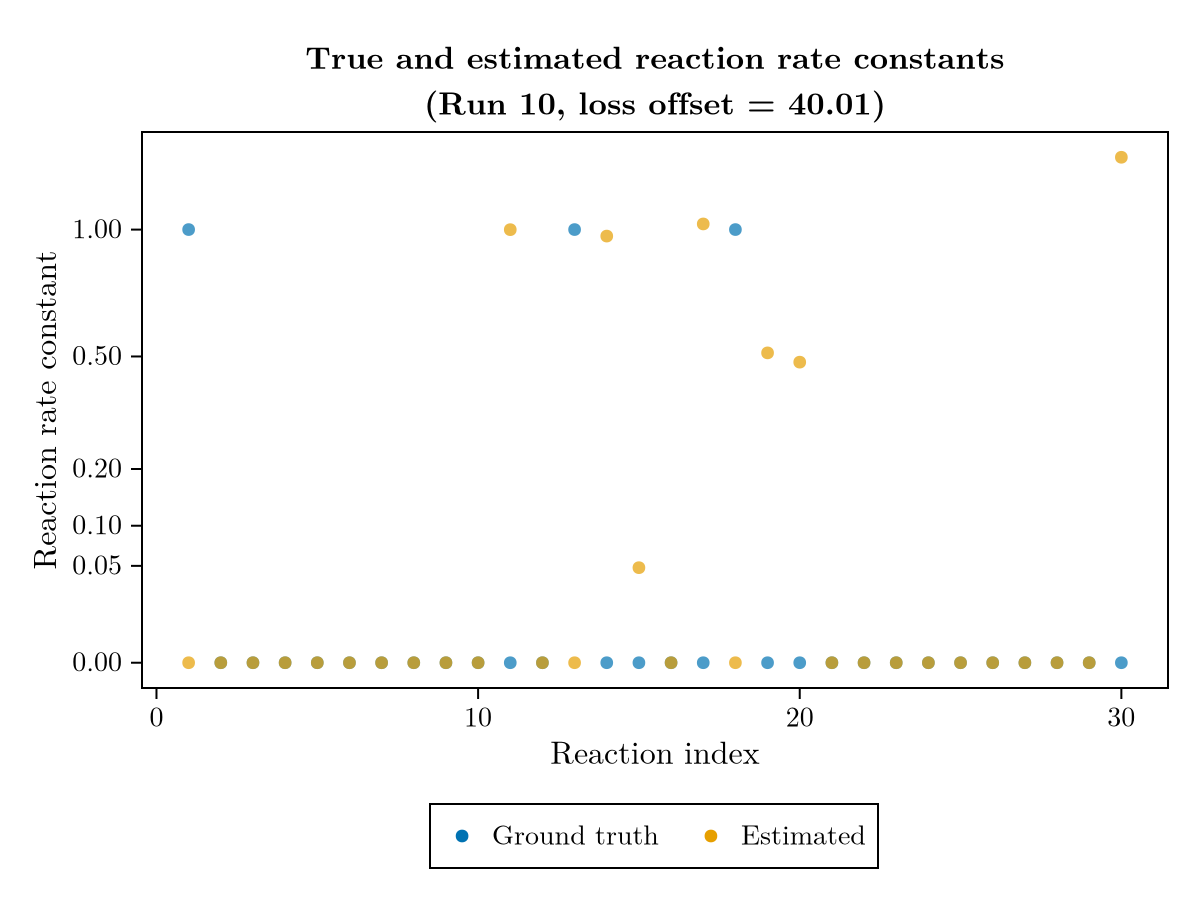 True and estimated reaction rate constants
(Run 10, loss offset = 40.01)
Reaction rate constant
1.00
0.50
0.20
0.10
0.05
0.00
0 10 20 30
Reaction index
Ground truth Estimated